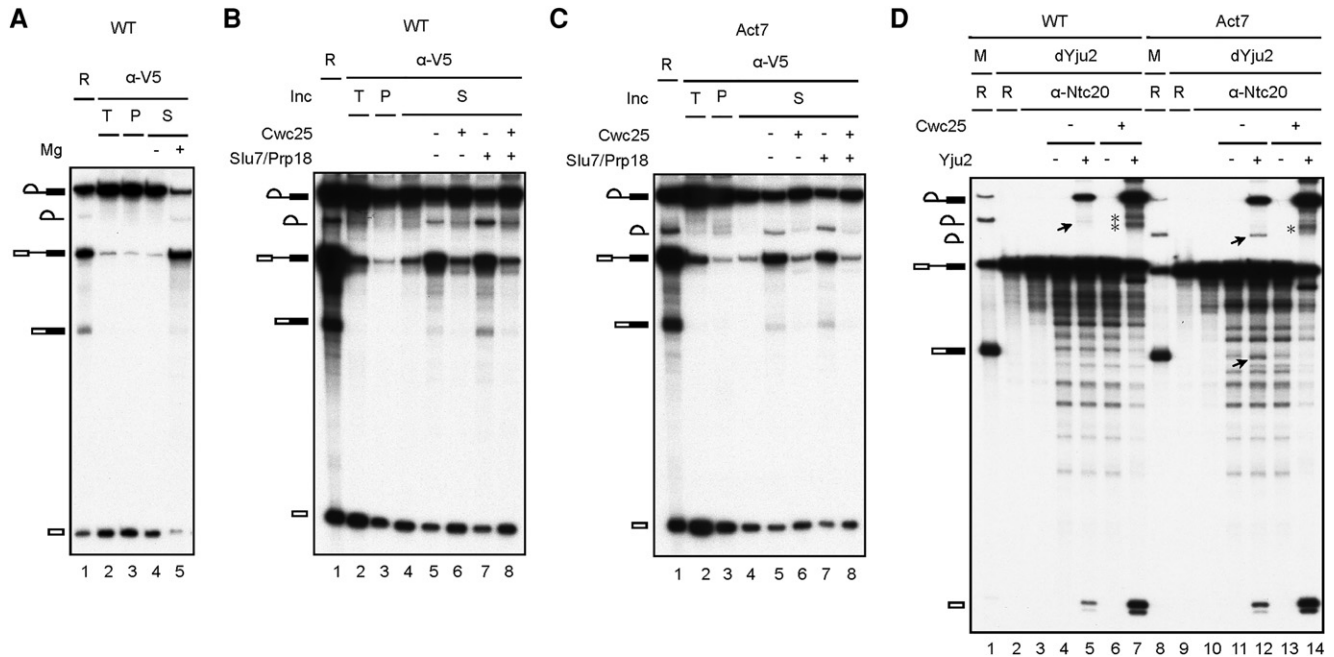 A
WT
R α-V5
T P S
Mg - +
1 2 3 4 5
B
WT
R α-V5
Inc T P S
Cwc25 - + - +
Slu7/Prp18 - - + +
1 2 3 4 5 6 7 8
C
Act7
R α-V5
Inc T P S
Cwc25 - + - +
Slu7/Prp18 - - + +
1 2 3 4 5 6 7 8
D
WT Act7
M dYju2 M dYju2
R R α-Ntc20 R R α-Ntc20
Cwc25 - + - +
Yju2 - + - + - + - +
*
*
*
1 2 3 4 5 6 7 8 9 10 11 12 13 14